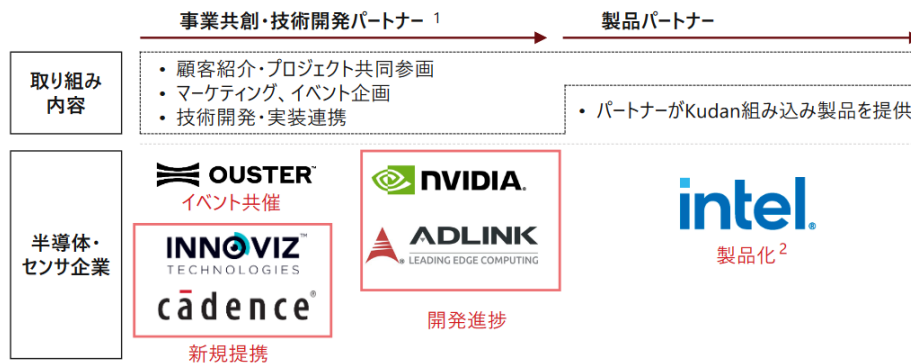 事業共創・技術開発パートナー 1
製品パートナー
取り組み
内容
• 顧客紹介・プロジェクト共同参画
• マーケティング、イベント企画
• 技術開発・実装連携
• パートナーがKudan組み込み製品を提供
半導体・
センサ企業
OUSTER™
イベント共催
INNOVIZ™
TECHNOLOGIES
cādence®
新規提携
NVIDIA.
ADLINK
LEADING EDGE COMPUTING
開発進捗
intel®
製品化2